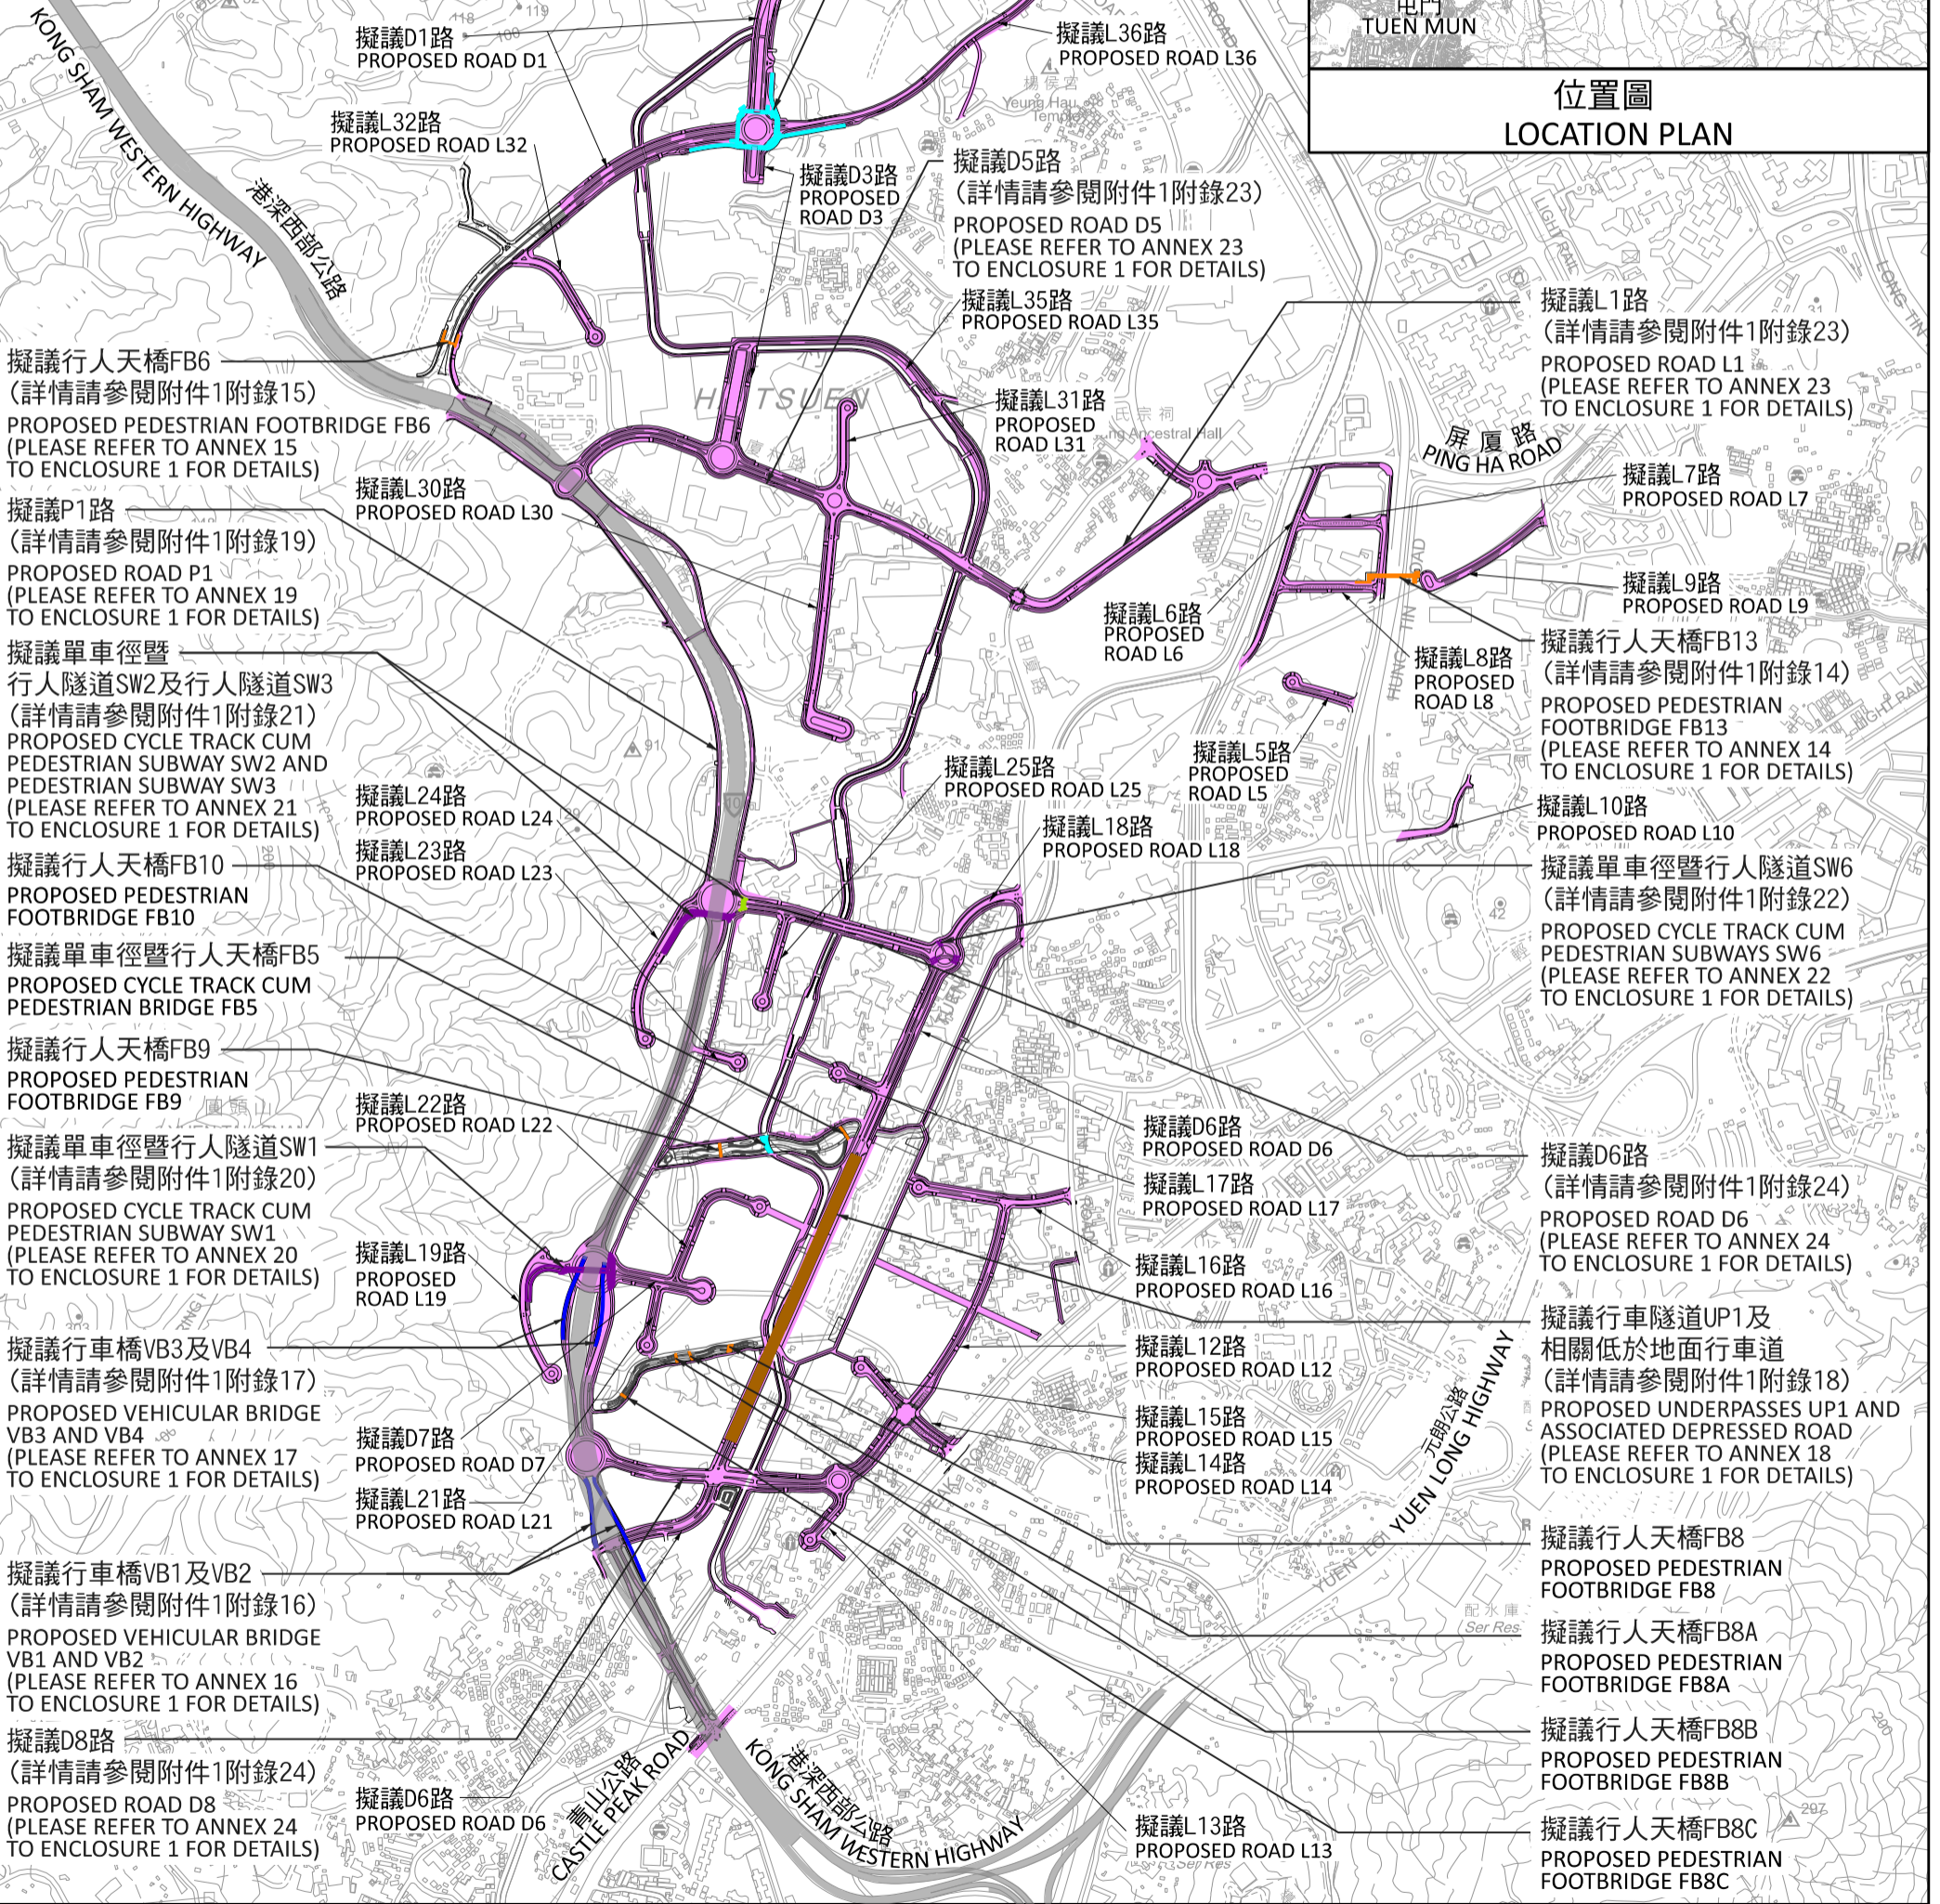 屯門
TUEN MUN
位置圖
LOCATION PLAN
擬議D1路
PROPOSED ROAD D1
擬議L36路
PROPOSED ROAD L36
擬議L32路
PROPOSED ROAD L32
楊侯宮
Yeung Hau
Temple
擬議D3路
PROPOSED
ROAD D3
擬議D5路
(詳情請參閱附件1附錄23)
PROPOSED ROAD D5
(PLEASE REFER TO ANNEX 23
TO ENCLOSURE 1 FOR DETAILS)
KONG SHAM WESTERN HIGHWAY
港深西部公路
擬議L35路
PROPOSED ROAD L35
擬議L1路
(詳情請參閱附件1附錄23)
PROPOSED ROAD L1
(PLEASE REFER TO ANNEX 23
TO ENCLOSURE 1 FOR DETAILS)
擬議行人天橋FB6
(詳情請參閱附件1附錄15)
PROPOSED PEDESTRIAN FOOTBRIDGE FB6
(PLEASE REFER TO ANNEX 15
TO ENCLOSURE 1 FOR DETAILS)
擬議L31路
PROPOSED
ROAD L31
屏厦路
PING HA ROAD
擬議L7路
PROPOSED ROAD L7
擬議L30路
PROPOSED ROAD L30
擬議P1路
(詳情請參閱附件1附錄19)
PROPOSED ROAD P1
(PLEASE REFER TO ANNEX 19
TO ENCLOSURE 1 FOR DETAILS)
擬議L9路
PROPOSED ROAD L9
擬議L6路
PROPOSED
ROAD L6
擬議L8路
PROPOSED
ROAD L8
擬議行人天橋FB13
(詳情請參閱附件1附錄14)
PROPOSED PEDESTRIAN
FOOTBRIDGE FB13
(PLEASE REFER TO ANNEX 14
TO ENCLOSURE 1 FOR DETAILS)
擬議單車徑暨
行人隧道SW2及行人隧道SW3
(詳情請參閱附件1附錄21)
PROPOSED CYCLE TRACK CUM
PEDESTRIAN SUBWAY SW2 AND
PEDESTRIAN SUBWAY SW3
(PLEASE REFER TO ANNEX 21
TO ENCLOSURE 1 FOR DETAILS)
擬議L5路
PROPOSED
ROAD L5
擬議L25路
PROPOSED ROAD L25
擬議L24路
PROPOSED ROAD L24
擬議L10路
PROPOSED ROAD L10
擬議L18路
PROPOSED ROAD L18
擬議L23路
PROPOSED ROAD L23
擬議行人天橋FB10
PROPOSED PEDESTRIAN
FOOTBRIDGE FB10
擬議單車徑暨行人隧道SW6
(詳情請參閱附件1附錄22)
PROPOSED CYCLE TRACK CUM
PEDESTRIAN SUBWAYS SW6
(PLEASE REFER TO ANNEX 22
TO ENCLOSURE 1 FOR DETAILS)
擬議單車徑暨行人天橋FB5
PROPOSED CYCLE TRACK CUM
PEDESTRIAN BRIDGE FB5
擬議行人天橋FB9
PROPOSED PEDESTRIAN
FOOTBRIDGE FB9
擬議L22路
PROPOSED ROAD L22
擬議D6路
PROPOSED ROAD D6
擬議D6路
(詳情請參閱附件1附錄24)
PROPOSED ROAD D6
(PLEASE REFER TO ANNEX 24
TO ENCLOSURE 1 FOR DETAILS)
擬議單車徑暨行人隧道SW1
(詳情請參閱附件1附錄20)
PROPOSED CYCLE TRACK CUM
PEDESTRIAN SUBWAY SW1
(PLEASE REFER TO ANNEX 20
TO ENCLOSURE 1 FOR DETAILS)
擬議L17路
PROPOSED ROAD L17
擬議L19路
PROPOSED
ROAD L19
擬議L16路
PROPOSED ROAD L16
擬議行車隧道UP1及
相關低於地面行車道
(詳情請參閱附件1附錄18)
PROPOSED UNDERPASSES UP1 AND
ASSOCIATED DEPRESSED ROAD
(PLEASE REFER TO ANNEX 18
TO ENCLOSURE 1 FOR DETAILS)
擬議行車橋VB3及VB4
(詳情請參閱附件1附錄17)
PROPOSED VEHICULAR BRIDGE
VB3 AND VB4
(PLEASE REFER TO ANNEX 17
TO ENCLOSURE 1 FOR DETAILS)
擬議L12路
PROPOSED ROAD L12
擬議L15路
PROPOSED ROAD L15
擬議L14路
PROPOSED ROAD L14
元朗公路
YUEN LONG HIGHWAY
擬議D7路
PROPOSED ROAD D7
擬議L21路
PROPOSED ROAD L21
擬議行人天橋FB8
PROPOSED PEDESTRIAN
FOOTBRIDGE FB8
擬議行車橋VB1及VB2
(詳情請參閱附件1附錄16)
PROPOSED VEHICULAR BRIDGE
VB1 AND VB2
(PLEASE REFER TO ANNEX 16
TO ENCLOSURE 1 FOR DETAILS)
配水庫
Ser Res
擬議行人天橋FB8A
PROPOSED PEDESTRIAN
FOOTBRIDGE FB8A
擬議行人天橋FB8B
PROPOSED PEDESTRIAN
FOOTBRIDGE FB8B
擬議D8路
(詳情請參閱附件1附錄24)
PROPOSED ROAD D8
(PLEASE REFER TO ANNEX 24
TO ENCLOSURE 1 FOR DETAILS)
擬議D6路
PROPOSED ROAD D6
青山公路
CASTLE PEAK ROAD
港深西部公路
KONG SHAM WESTERN HIGHWAY
擬議L13路
PROPOSED ROAD L13
擬議行人天橋FB8C
PROPOSED PEDESTRIAN
FOOTBRIDGE FB8C